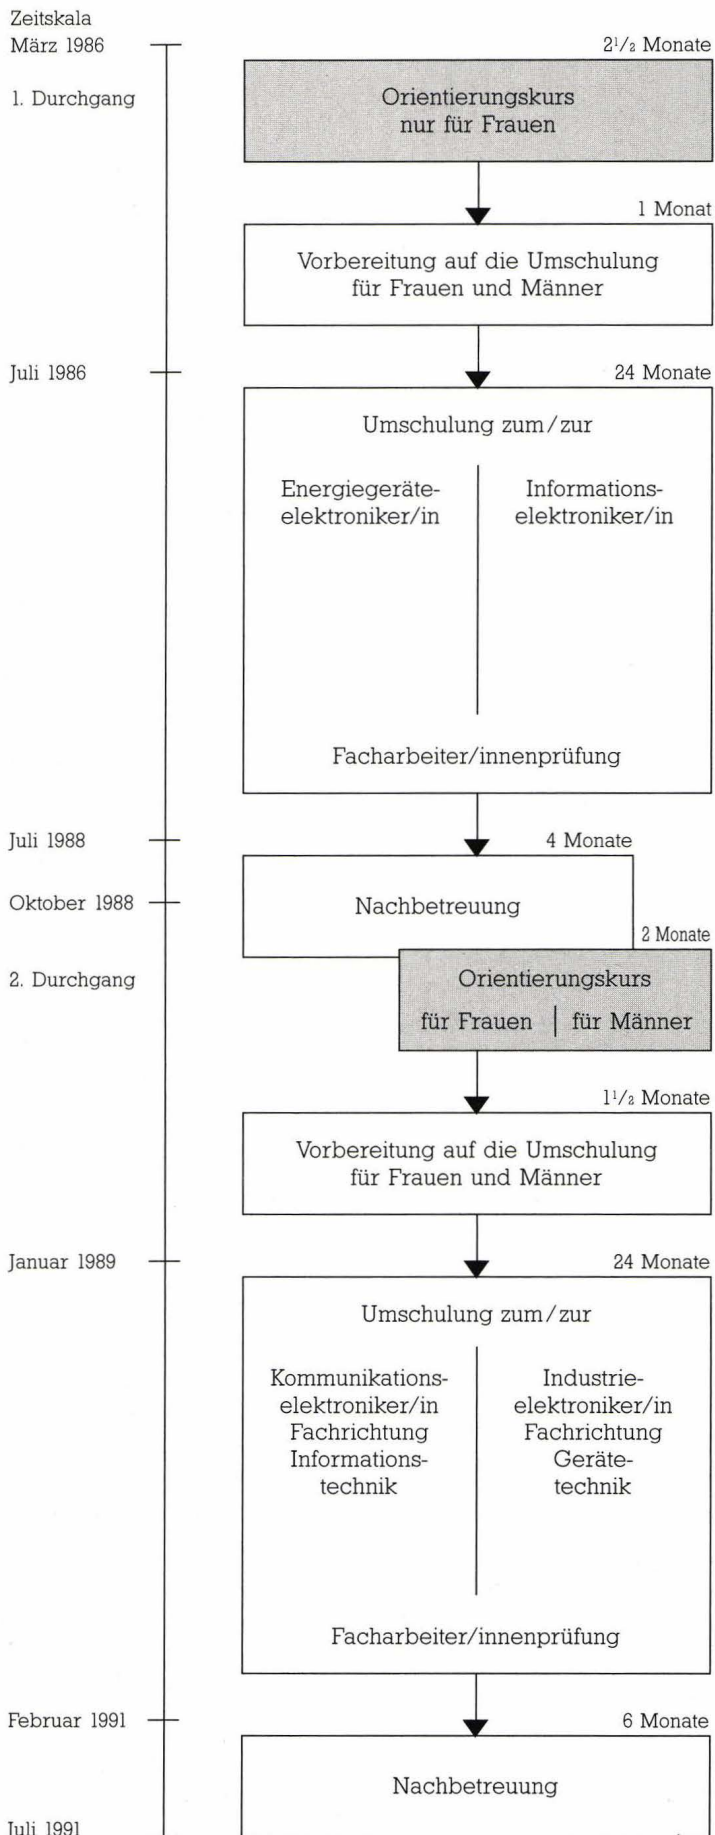 Zeitskala
März 1986
2 1/2 Monate
1. Durchgang
Orientierungskurs
nur für Frauen
1 Monat
Vorbereitung auf die Umschulung
für Frauen und Männer
Juli 1986
24 Monate
Umschulung zum/zur
Energiegeräte-
elektroniker/in
Informations-
elektroniker/in
Facharbeiter/innenprüfung
Juli 1988
4 Monate
Oktober 1988
Nachbetreuung
2 Monate
2. Durchgang
Orientierungskurs
für Frauen | für Männer
1 1/2 Monate
Vorbereitung auf die Umschulung
für Frauen und Männer
Januar 1989
24 Monate
Umschulung zum/zur
Kommunikations-
elektroniker/in
Fachrichtung
Informations-
technik
Industrie-
elektroniker/in
Fachrichtung
Geräte-
technik
Facharbeiter/innenprüfung
Februar 1991
6 Monate
Nachbetreuung
Juli 1991